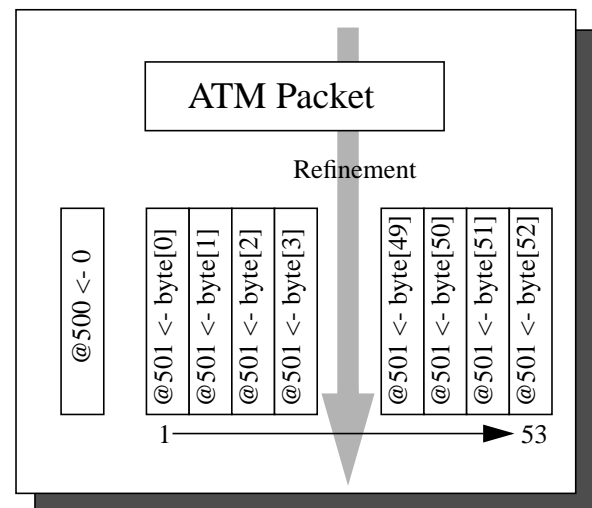 ATM Packet
Refinement
@500 <- 0
@501 <- byte[0]
@501 <- byte[1]
@501 <- byte[2]
@501 <- byte[3]
@501 <- byte[49]
@501 <- byte[50]
@501 <- byte[51]
@501 <- byte[52]
1
53